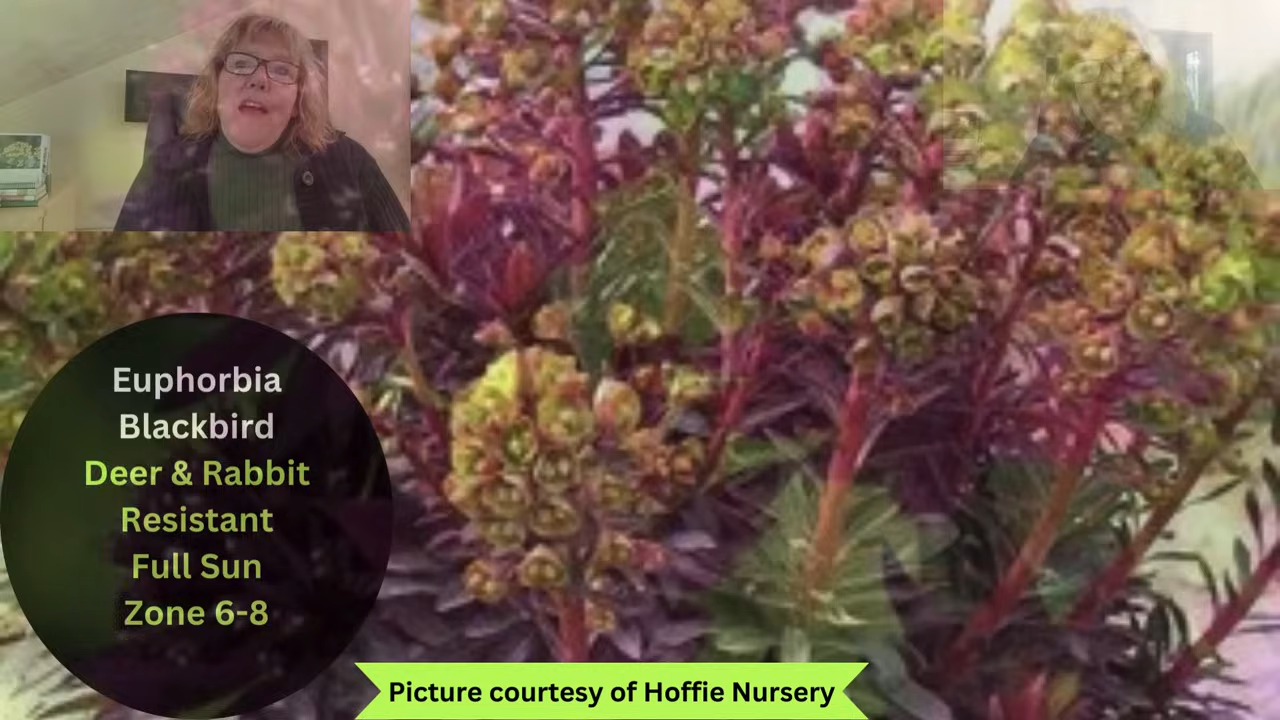 Euphorbia
Blackbird
Deer & Rabbit
Resistant
Full Sun
Zone 6-8
Picture courtesy of Hoffie Nursery